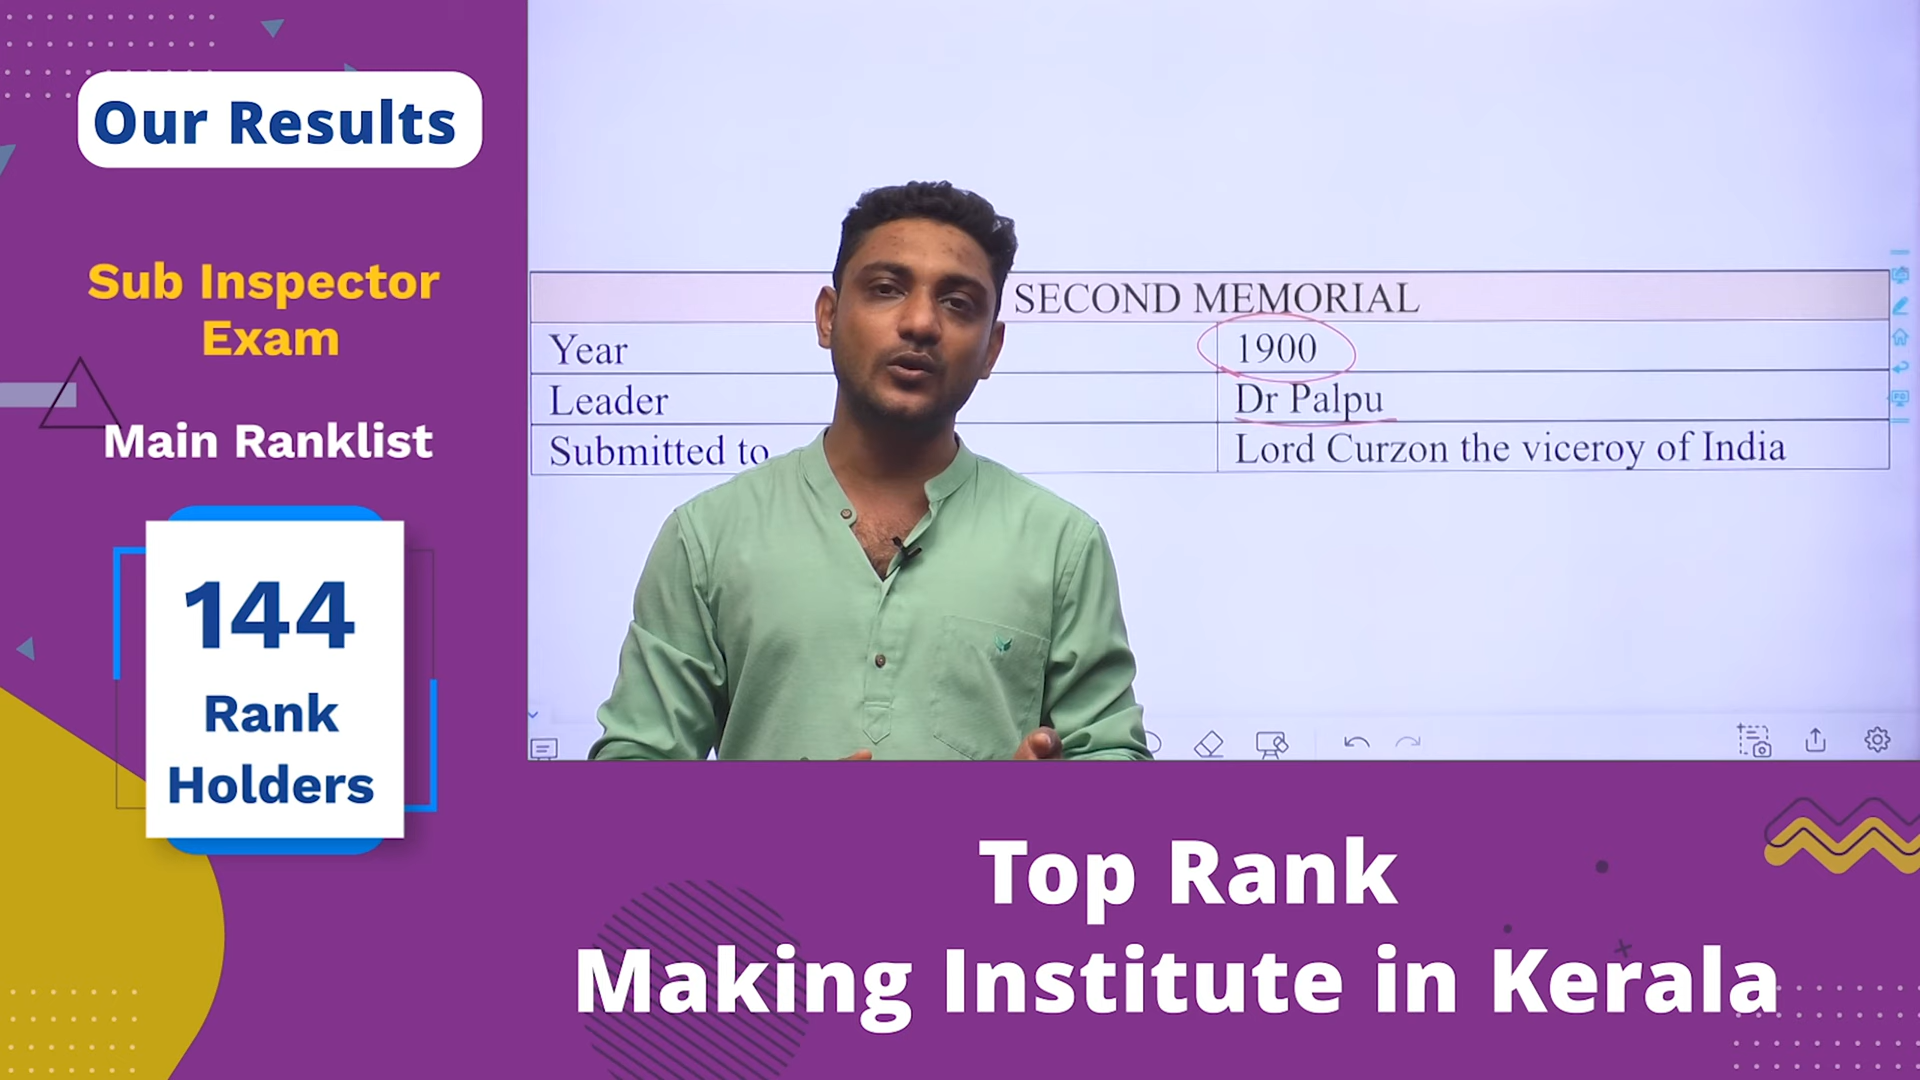 Our Results
Sub Inspector
Exam
Main Ranklist
144
Rank
Holders
SECOND MEMORIAL
Year 1900
Leader Dr Palpu
Submitted to Lord Curzon the viceroy of India
Top Rank
Making Institute in Kerala